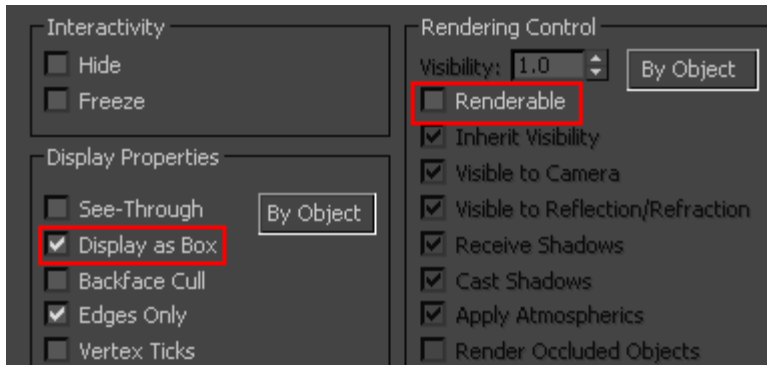 Interactivity
Hide
Freeze
Display Properties
See-Through
By Object
Display as Box
Backface Cull
Edges Only
Vertex Ticks
Rendering Control
Visibility: 1.0
By Object
Renderable
Inherit Visibility
Visible to Camera
Visible to Reflection/Refraction
Receive Shadows
Cast Shadows
Apply Atmospherics
Render Occluded Objects